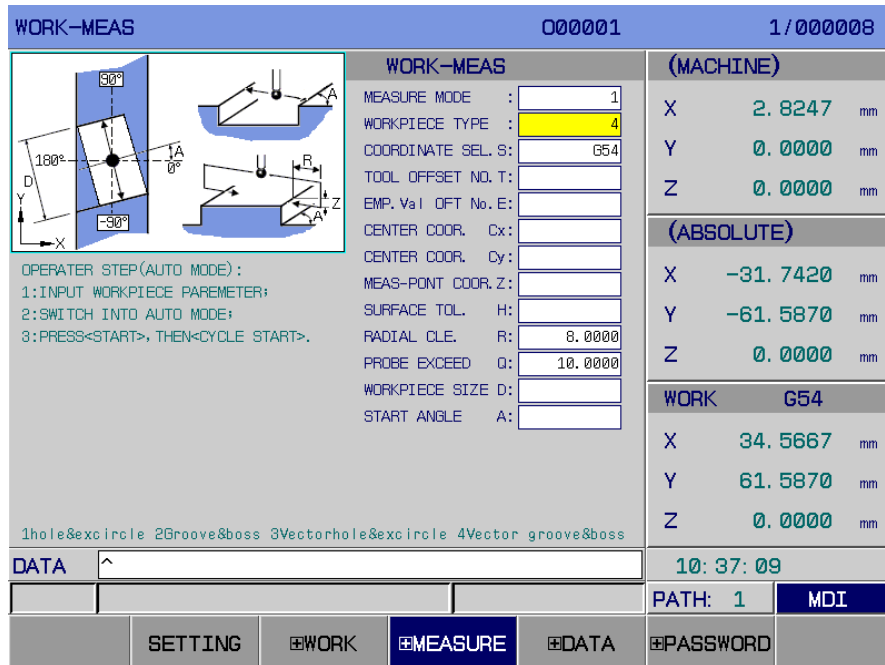 WORK-MEAS O00001 1/000008
90°
A
180°
A
0°
D
R
Z
A
Y
-90°
X
OPERATER STEP(AUTO MODE):
1:INPUT WORKPIECE PAREMETER;
2:SWITCH INTO AUTO MODE;
3:PRESS<START>,THEN<CYCLE START>.
WORK-MEAS
MEASURE MODE : 1
WORKPIECE TYPE : 4
COORDINATE SEL.S: G54
TOOL OFFSET NO.T:
EMP.Val OFT No.E:
CENTER COOR. Cx:
CENTER COOR. Cy:
MEAS-PONT COOR.Z:
SURFACE TOL. H:
RADIAL CLE. R: 8.0000
PROBE EXCEED Q: 10.0000
WORKPIECE SIZE D:
START ANGLE A:
1hole&excircle 2Groove&boss 3Vectorhole&excircle 4Vector groove&boss
(MACHINE)
X 2.8247 mm
Y 0.0000 mm
Z 0.0000 mm
(ABSOLUTE)
X -31.7420 mm
Y -61.5870 mm
Z 0.0000 mm
WORK G54
X 34.5667 mm
Y 61.5870 mm
Z 0.0000 mm
DATA ^
10:37:09
PATH: 1 MDI
SETTING ⊞WORK ⊞MEASURE ⊞DATA ⊞PASSWORD